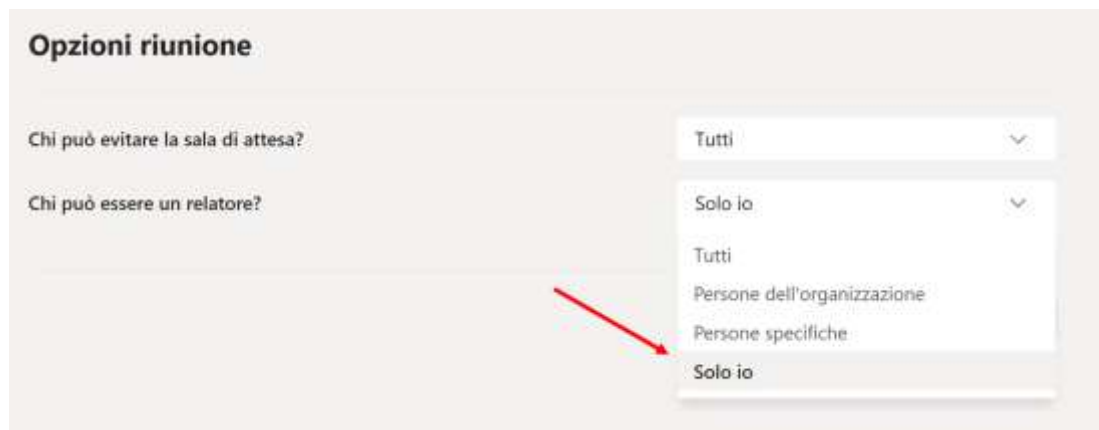 Opzioni riunione
Chi può evitare la sala di attesa?
Tutti
Chi può essere un relatore?
Solo io
Tutti
Persone dell'organizzazione
Persone specifiche
Solo io